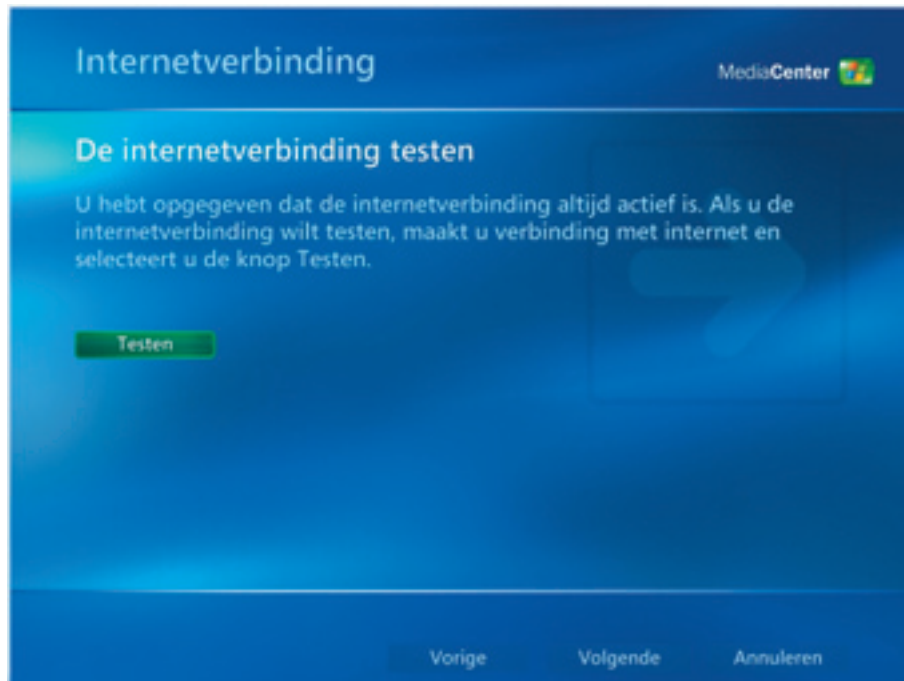 Internetverbinding
MediaCenter
De internetverbinding testen
U hebt opgegeven dat de internetverbinding altijd actief is. Als u de
internetverbinding wilt testen, maakt u verbinding met internet en
selecteert u de knop Testen.
Testen
Vorige Volgende Annuleren